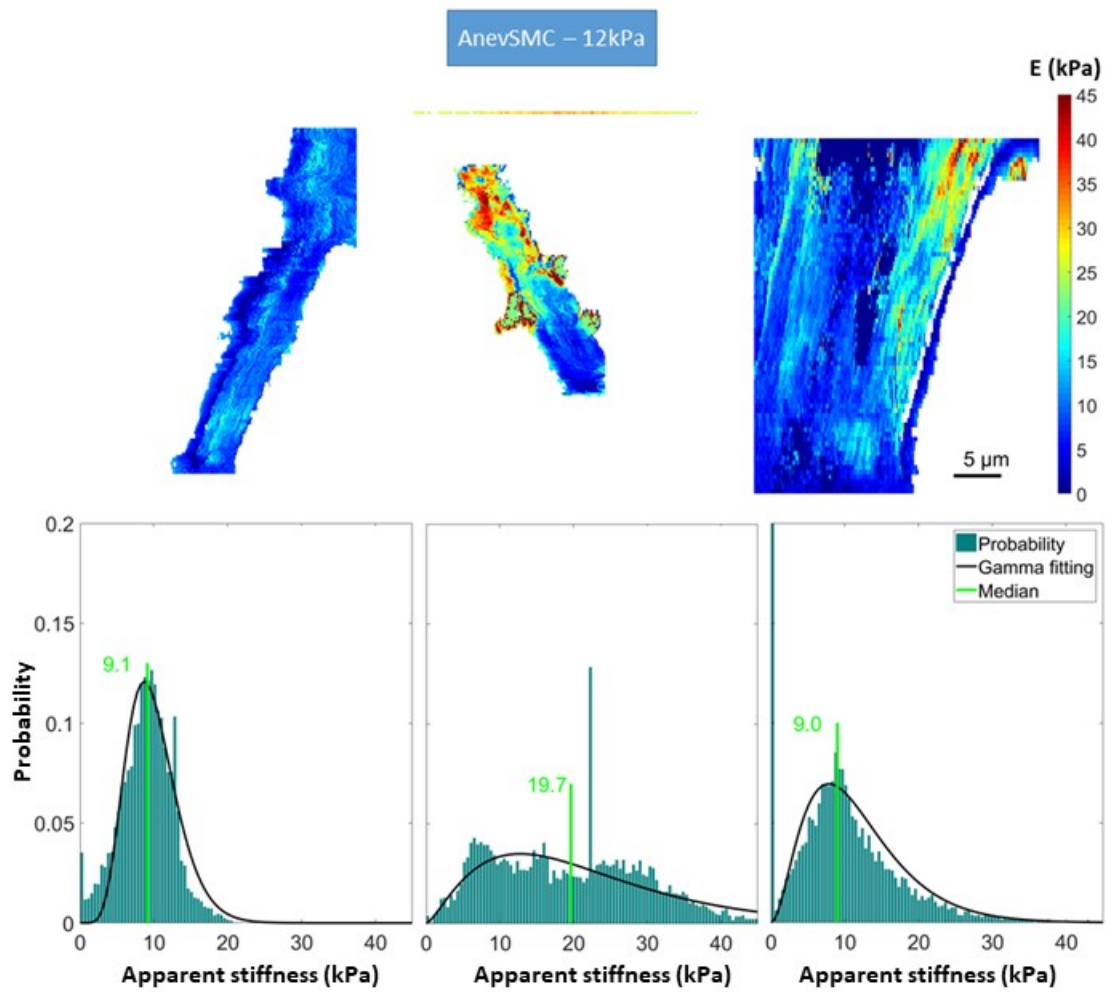 AnevSMC – 12kPa
E (kPa)
45
40
35
30
25
20
15
10
5
0
5 µm
0.2
0.15
0.1
0.05
0
Probability
9.1
19.7
9.0
Probability
Gamma fitting
Median
0 10 20 30 40
0 10 20 30 40
0 10 20 30 40
Apparent stiffness (kPa)
Apparent stiffness (kPa)
Apparent stiffness (kPa)